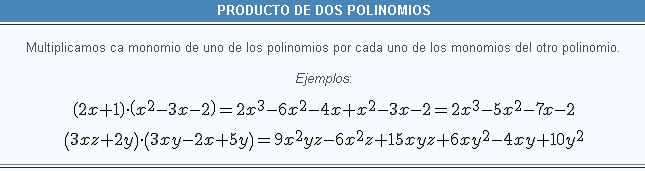 PRODUCTO DE DOS POLINOMIOS
Multiplicamos ca monomio de uno de los polinomios por cada uno de los monomios del otro polinomio.
Ejemplos:
(2x+1)·(x²−3x−2)=2x³−6x²−4x+x²−3x−2=2x³−5x²−7x−2
(3xz+2y)·(3xy−2x+5y)=9x²yz−6x²z+15xyz+6xy²−4xy+10y²